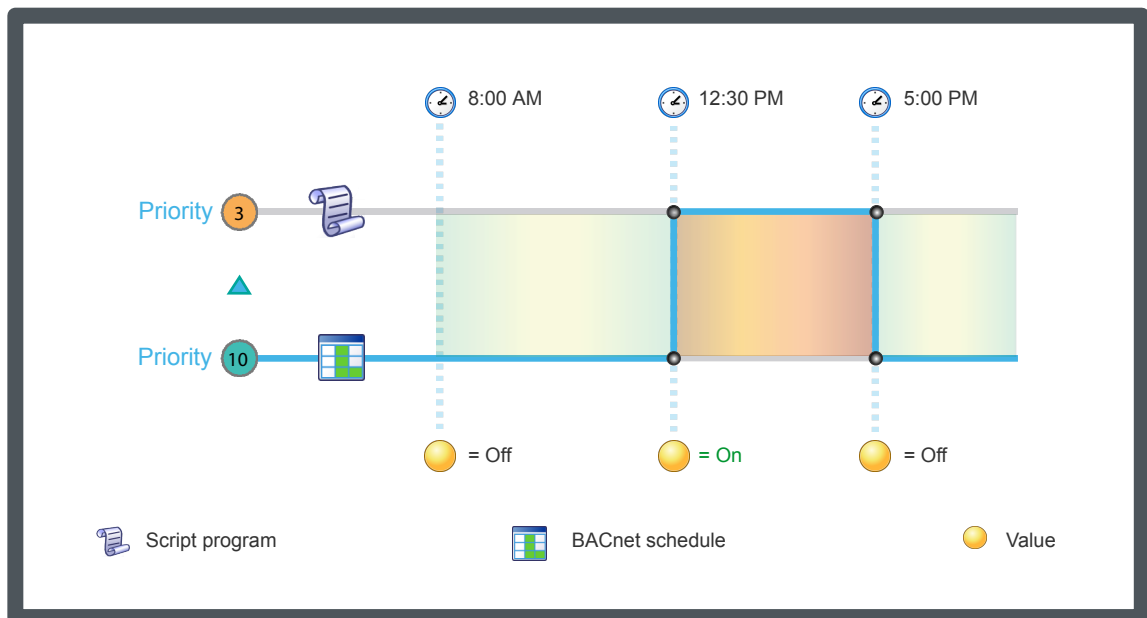 8:00 AM
12:30 PM
5:00 PM
Priority 3
Priority 10
= Off
= On
= Off
Script program
BACnet schedule
Value